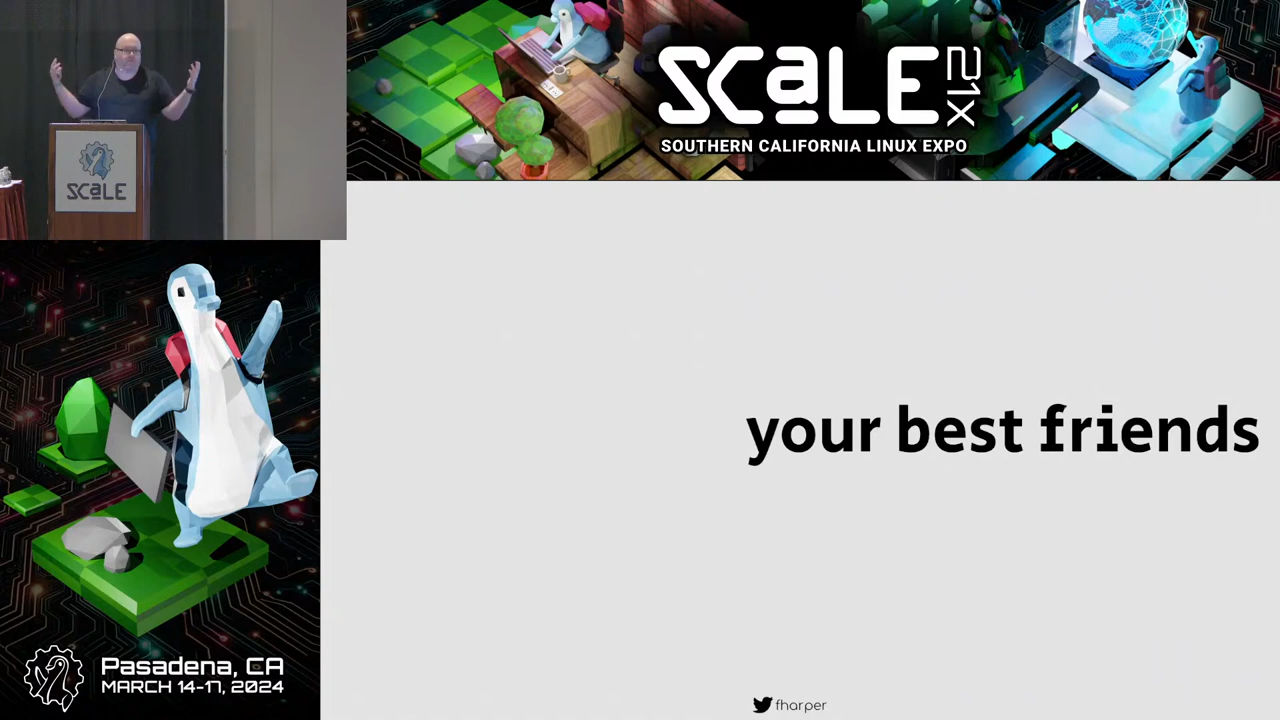 SCaLE 21X
SOUTHERN CALIFORNIA LINUX EXPO
SCaLE
your best friends
Pasadena, CA
MARCH 14-17, 2024
fharper